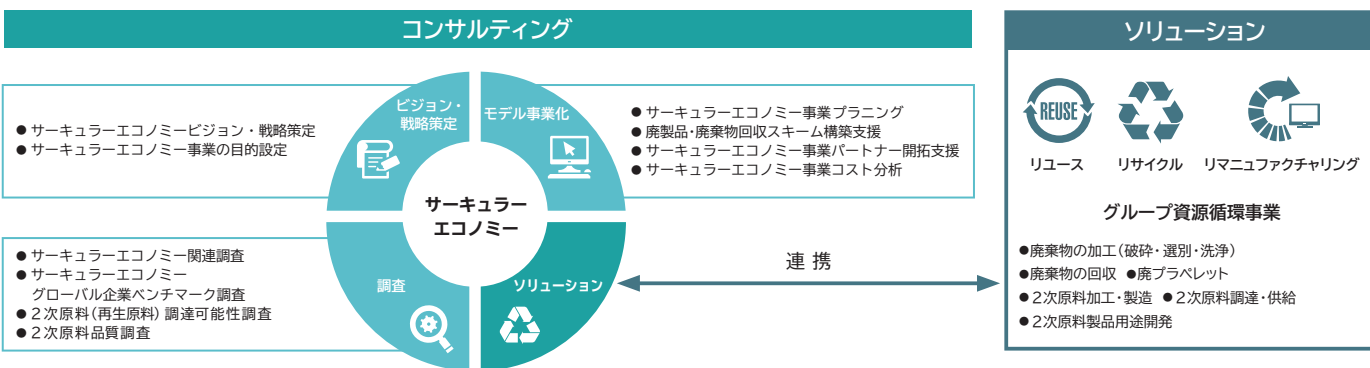 コンサルティング
ビジョン・
戦略策定
● サーキュラーエコノミービジョン・戦略策定
● サーキュラーエコノミー事業の目的設定
モデル事業化
● サーキュラーエコノミー事業プラニング
● 廃製品・廃棄物回収スキーム構築支援
● サーキュラーエコノミー事業パートナー開拓支援
● サーキュラーエコノミー事業コスト分析
サーキュラー
エコノミー
調査
● サーキュラーエコノミー関連調査
● サーキュラーエコノミー
グローバル企業ベンチマーク調査
● 2次原料(再生原料) 調達可能性調査
● 2次原料品質調査
ソリューション
連 携
ソリューション
REUSE
リユース
リサイクル
リマニュファクチャリング
グループ資源循環事業
●廃棄物の加工(破砕・選別・洗浄)
●廃棄物の回収 ●廃プラペレット
●2次原料加工・製造 ●2次原料調達・供給
●2次原料製品用途開発